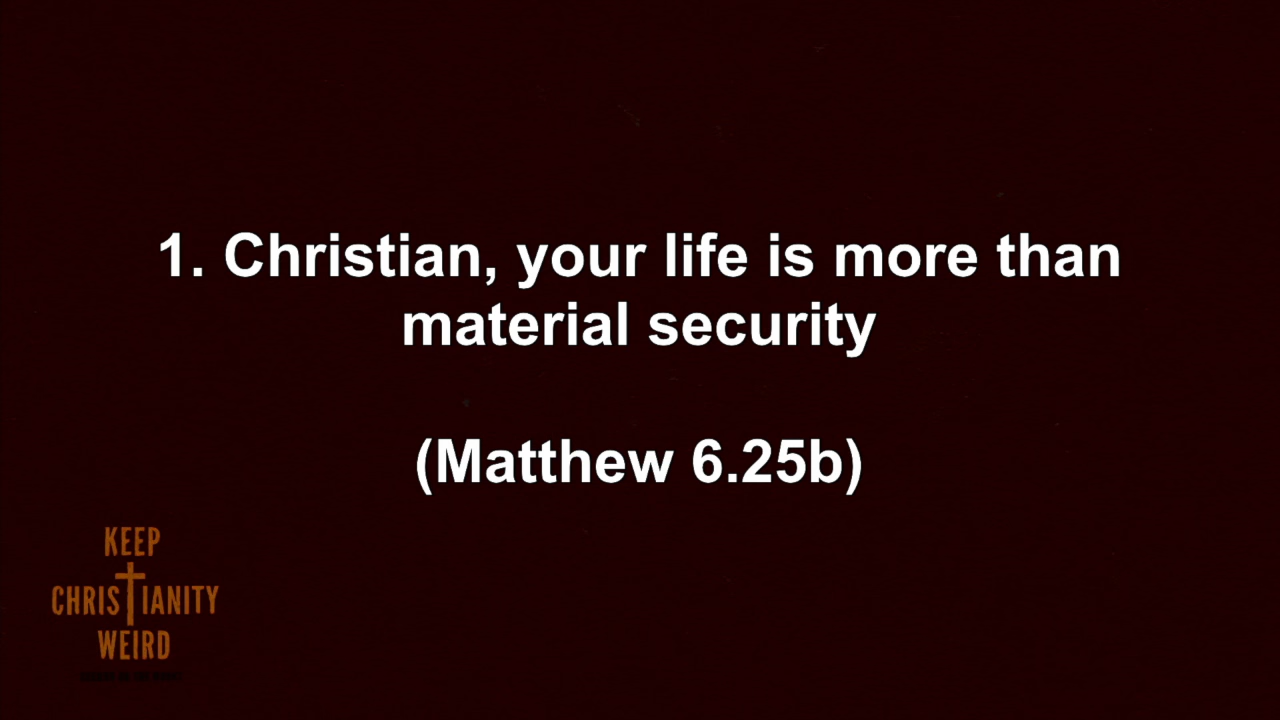 1. Christian, your life is more than
material security
(Matthew 6.25b)
KEEP
CHRISTIANITY
WEIRD